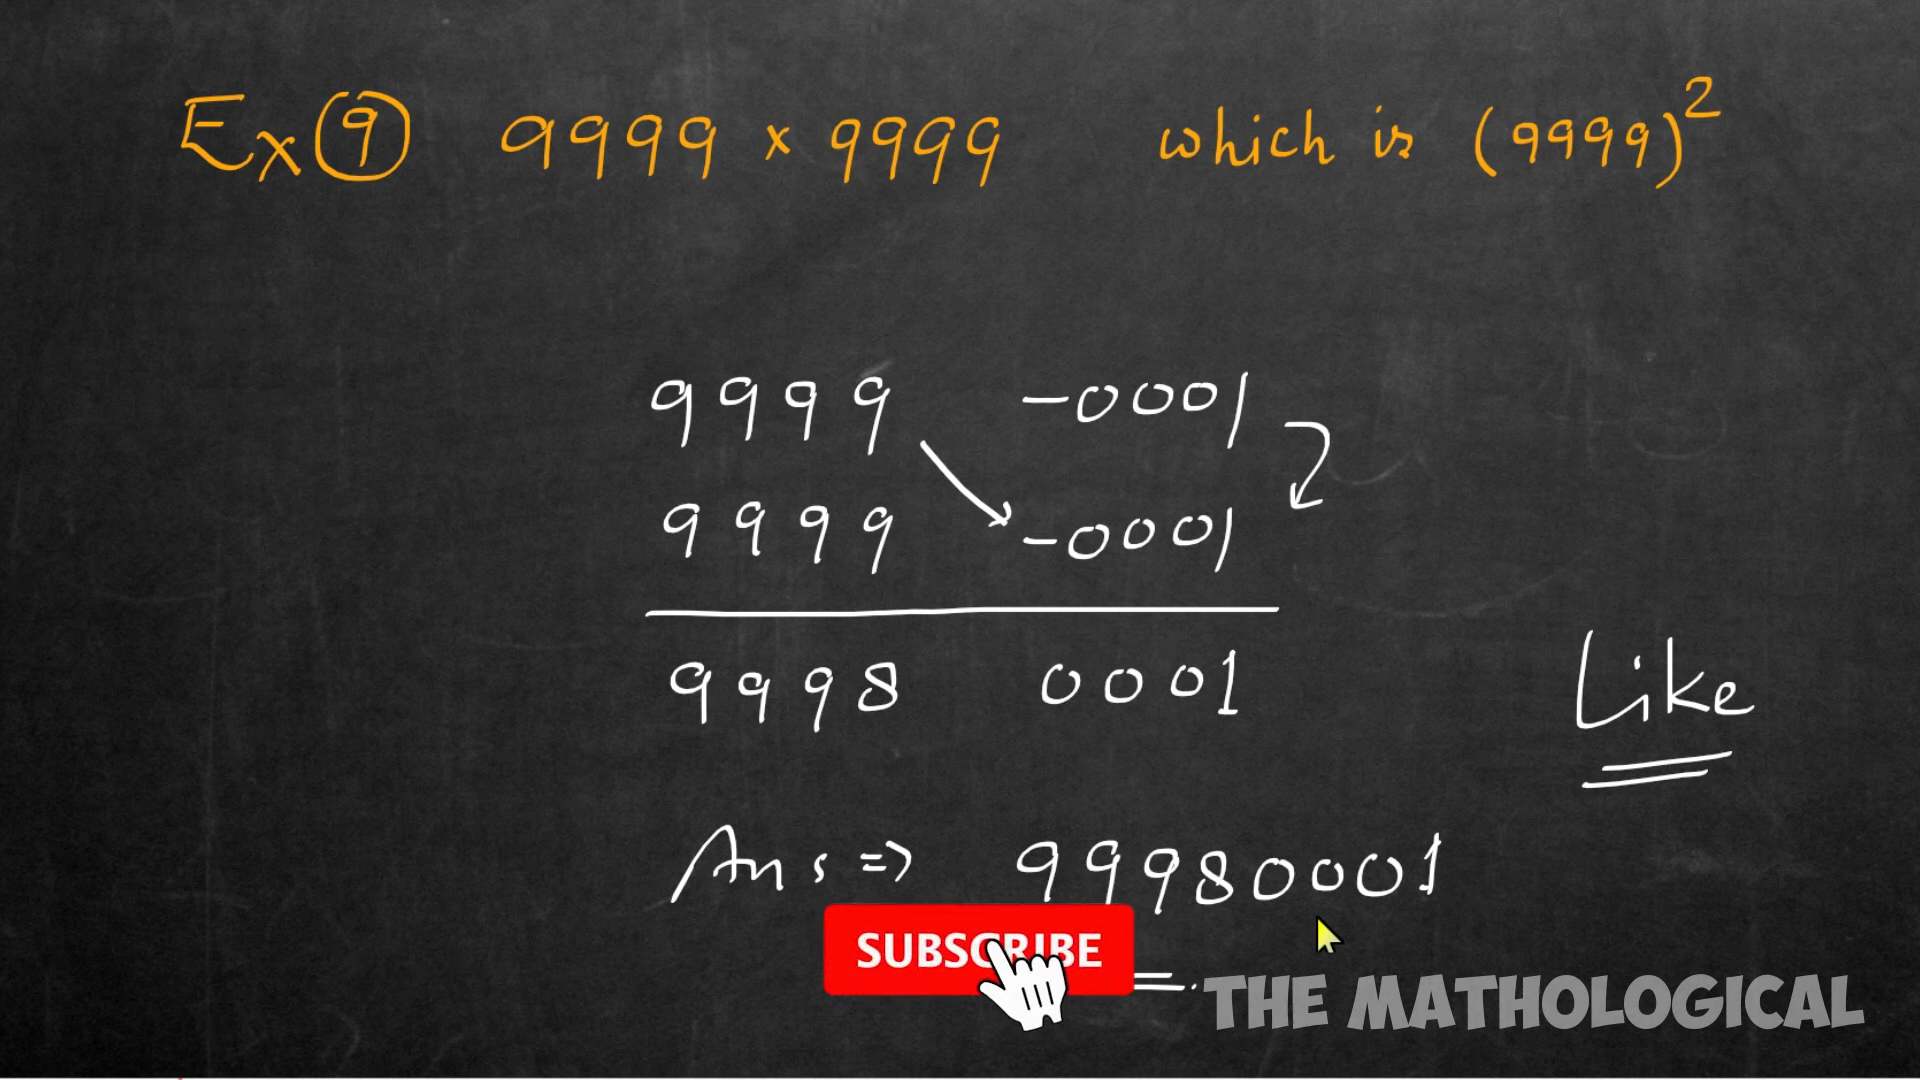 Ex 9 9999 × 9999 which is (9999)²
9999 -0001
9999 -0001
9998 0001
Like
Ans => 99980001
SUBSCRIBE
THE MATHOLOGICAL